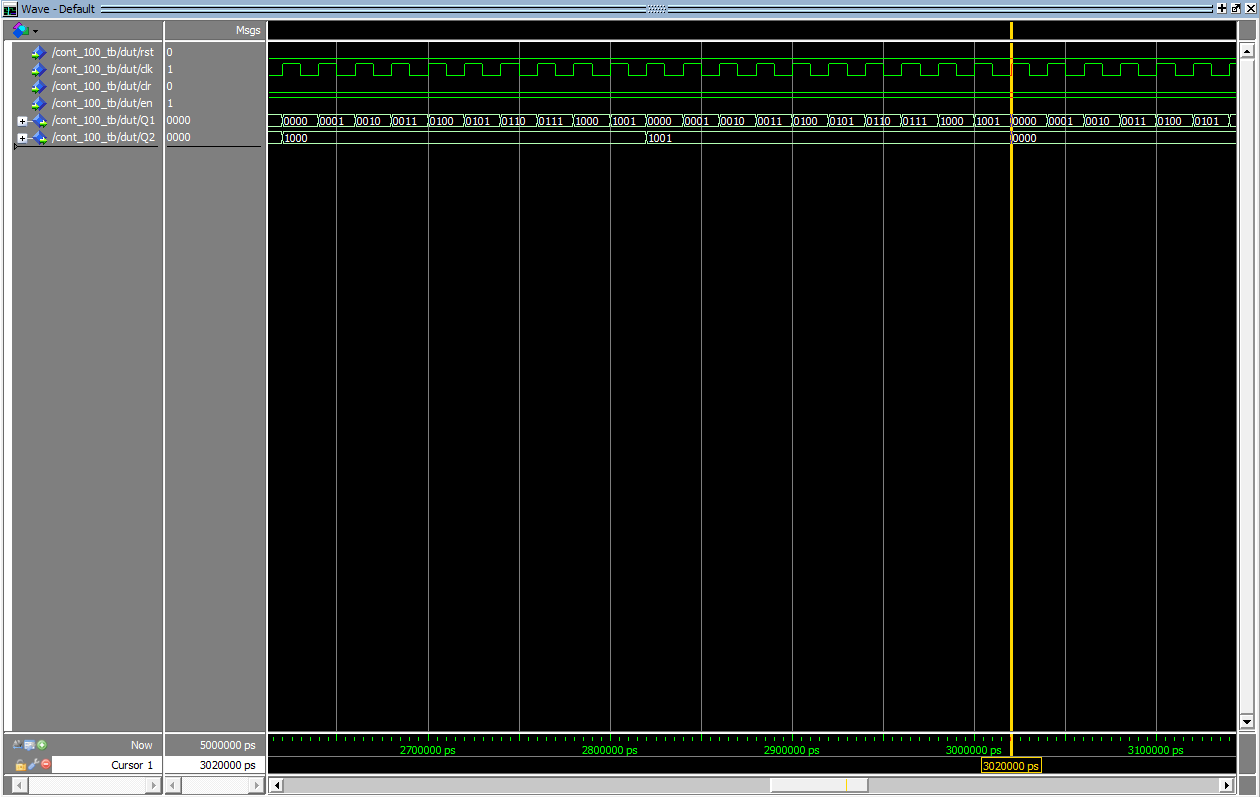 Wave - Default
Msgs
/cont_100_tb/dut/rst 0
/cont_100_tb/dut/clk 1
/cont_100_tb/dut/clr 0
/cont_100_tb/dut/en 1
/cont_100_tb/dut/Q1 0000 0000 0001 0010 0011 0100 0101 0110 0111 1000 1001 0000 0001 0010 0011 0100 0101 0110 0111 1000 1001 0000 0001 0010 0011 0100 0101
/cont_100_tb/dut/Q2 0000 1000 1001 0000
Now 5000000 ps 2700000 ps 2800000 ps 2900000 ps 3000000 ps 3100000 ps
Cursor 1 3020000 ps 3020000 ps